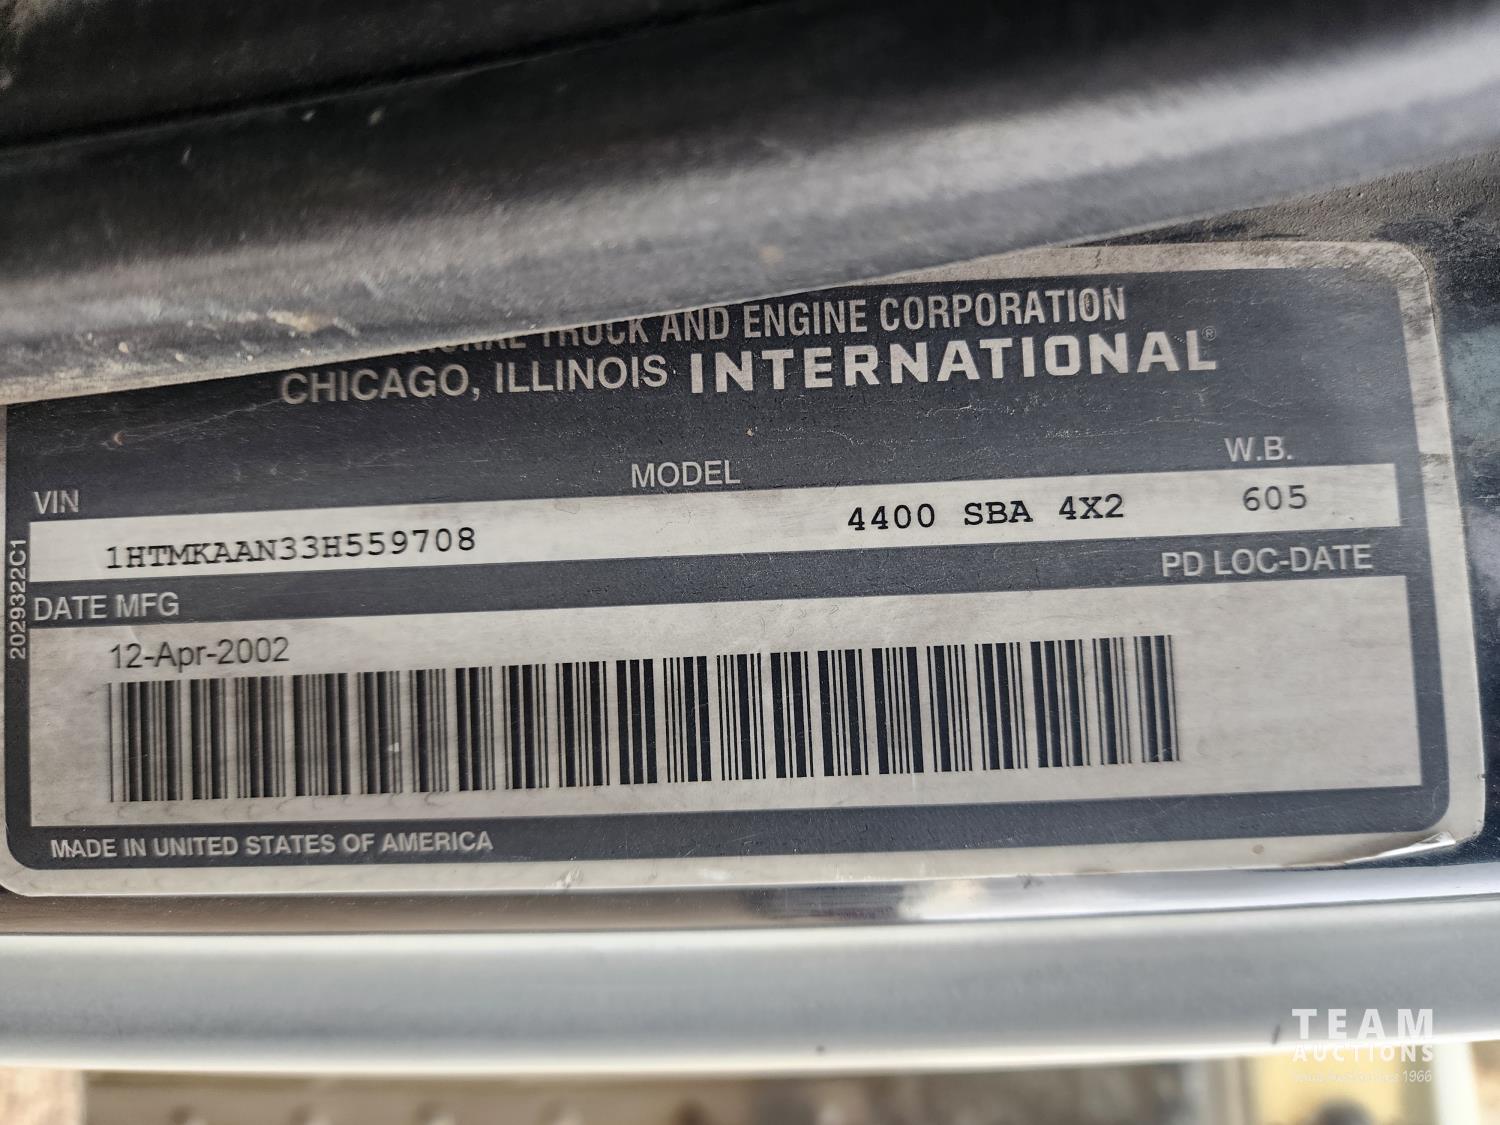 TRUCK AND ENGINE CORPORATION
CHICAGO, ILLINOIS INTERNATIONAL®
VIN MODEL W.B.
1HTMKAAN33H559708 4400 SBA 4X2 605
DATE MFG PD LOC-DATE
12-Apr-2002
MADE IN UNITED STATES OF AMERICA
2029322C1
TEAM
AUCTIONS
1966